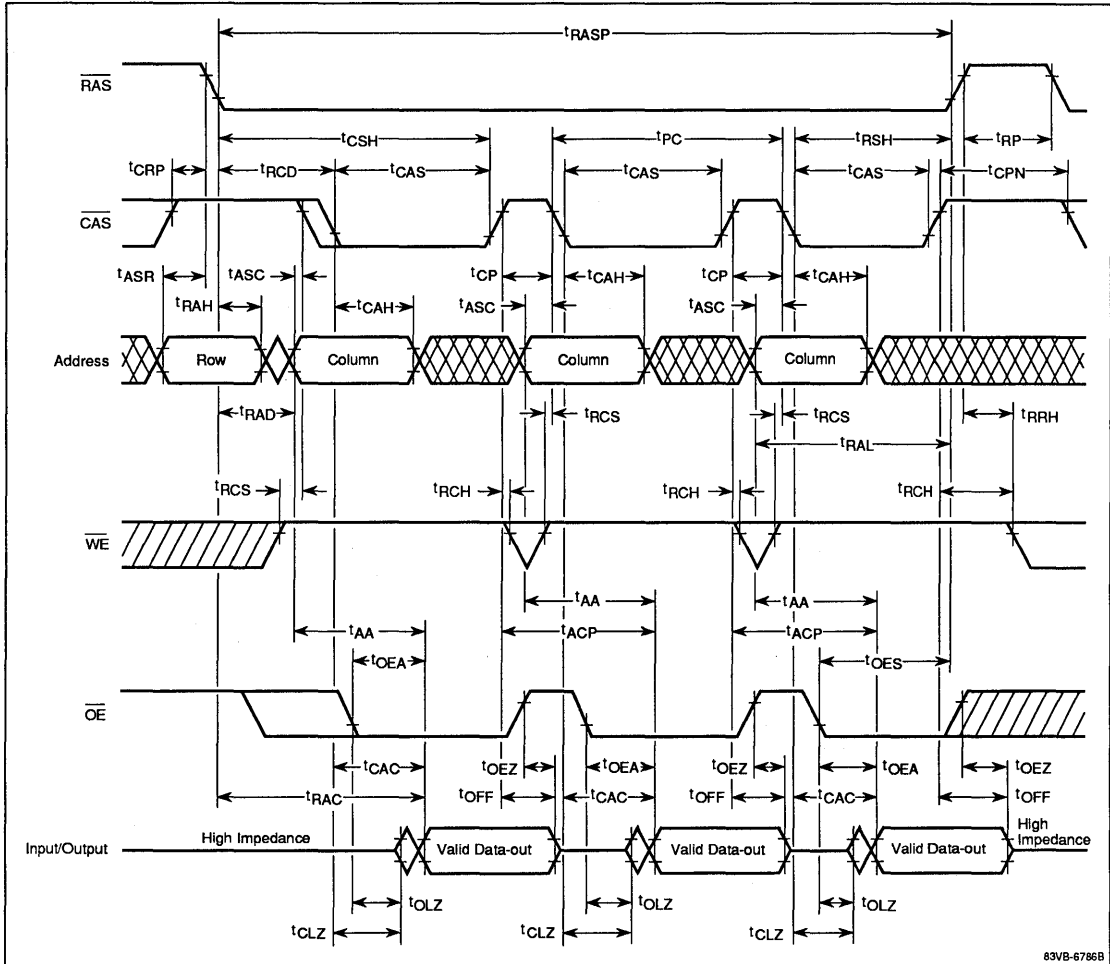 tRASP
RAS
tCSH tPC tRSH tRP
tCRP tRCD tCAS tCAS tCAS tCPN
CAS
tASR tASC tCP tCAH tCP tCAH
tRAH tCAH tASC tASC
Address Row Column Column Column
tRAD tRCS tRCS tRRH
tRAL
tRCS tRCH tRCH tRCH
WE
tAA tAA
tAA tACP tACP
tOEA tOES
OE
tCAC tOEZ tOEA tOEZ tOEA tOEZ
tRAC tOFF tCAC tOFF tCAC tOFF
Input/Output High Impedance Valid Data-out Valid Data-out Valid Data-out High Impedance
tOLZ tOLZ tOLZ
tCLZ tCLZ tCLZ
83VB-6786B